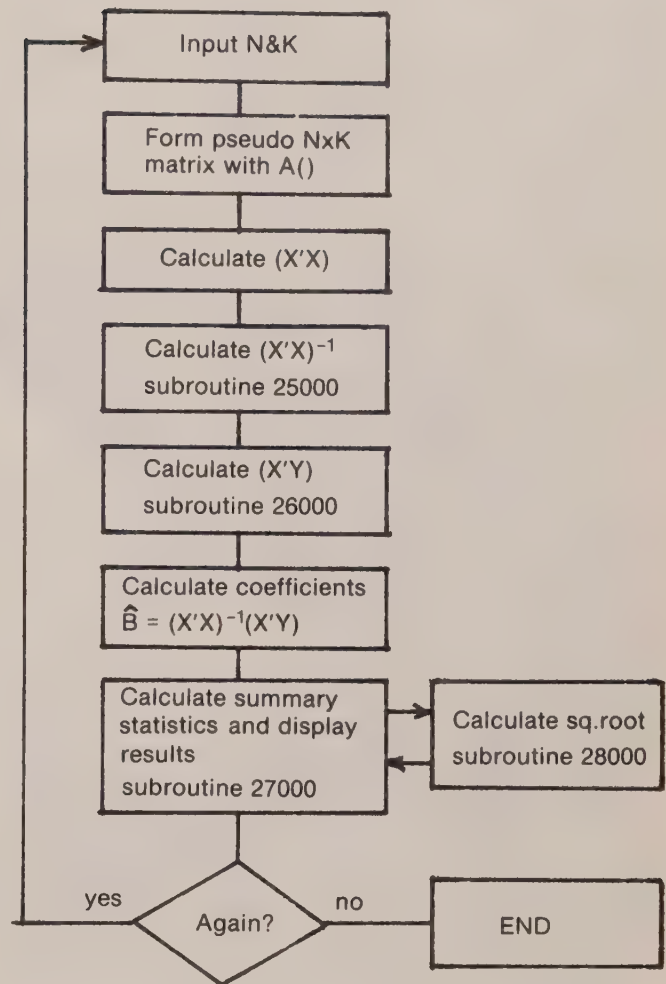 Input N&K
Form pseudo NxK
matrix with A()
Calculate (X'X)
Calculate (X'X)⁻¹
subroutine 25000
Calculate (X'Y)
subroutine 26000
Calculate coefficients
B̂ = (X'X)⁻¹(X'Y)
Calculate summary
statistics and display
results
subroutine 27000
Calculate sq.root
subroutine 28000
yes
Again?
no
END